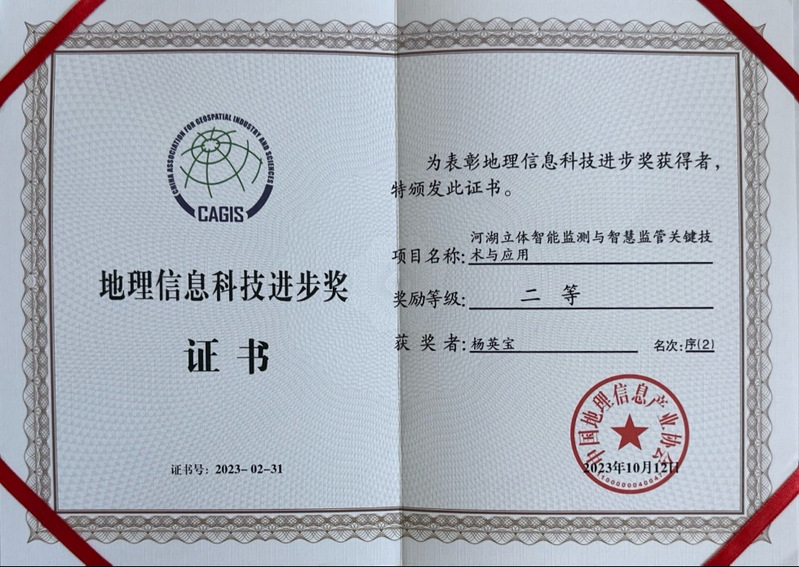 CHINA ASSOCIATION FOR GEOSPATIAL INDUSTRY AND SCIENCES
CAGIS
地理信息科技进步奖
证书
证书号：2023-02-31
为表彰地理信息科技进步奖获得者，
特颁发此证书。
项目名称：河湖立体智能监测与智慧监管关键技
术与应用
奖励等级：二 等
获 奖 者：杨英宝 名次：序(2)
中国地理信息产业协会
2023年10月12日